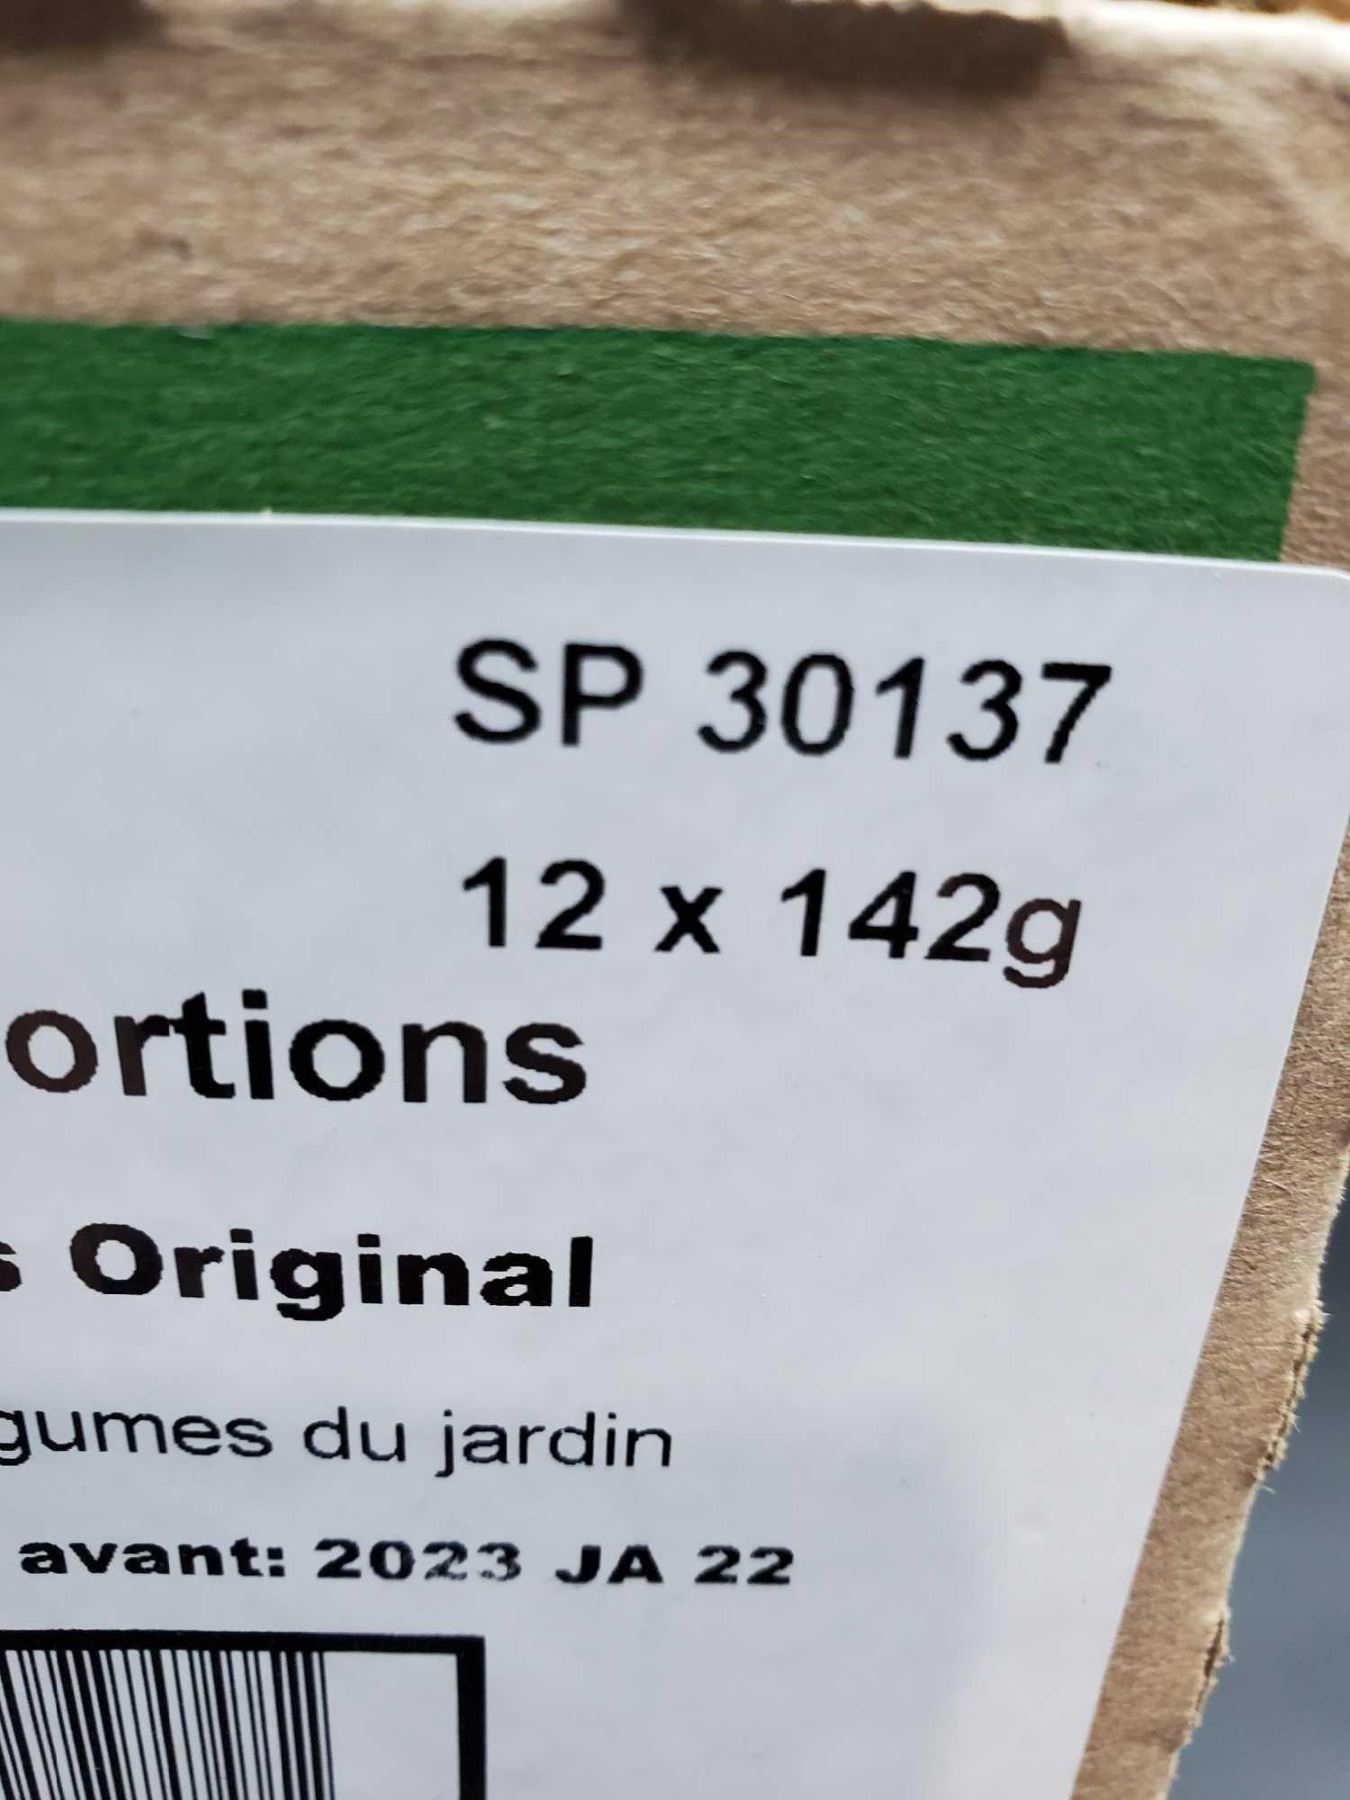 SP 30137
12 x 142g
ortions
s Original
gumes du jardin
avant: 2023 JA 22